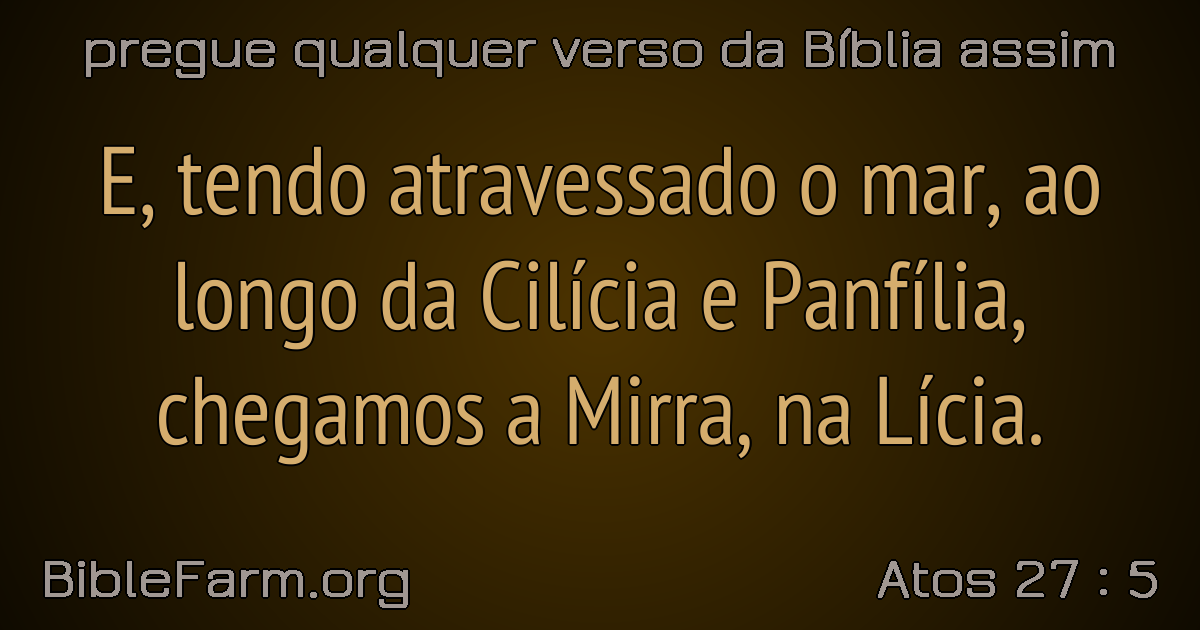 pregue qualquer verso da Bíblia assim
E, tendo atravessado o mar, ao
longo da Cilícia e Panfília,
chegamos a Mirra, na Lícia.
BibleFarm.org
Atos 27 : 5